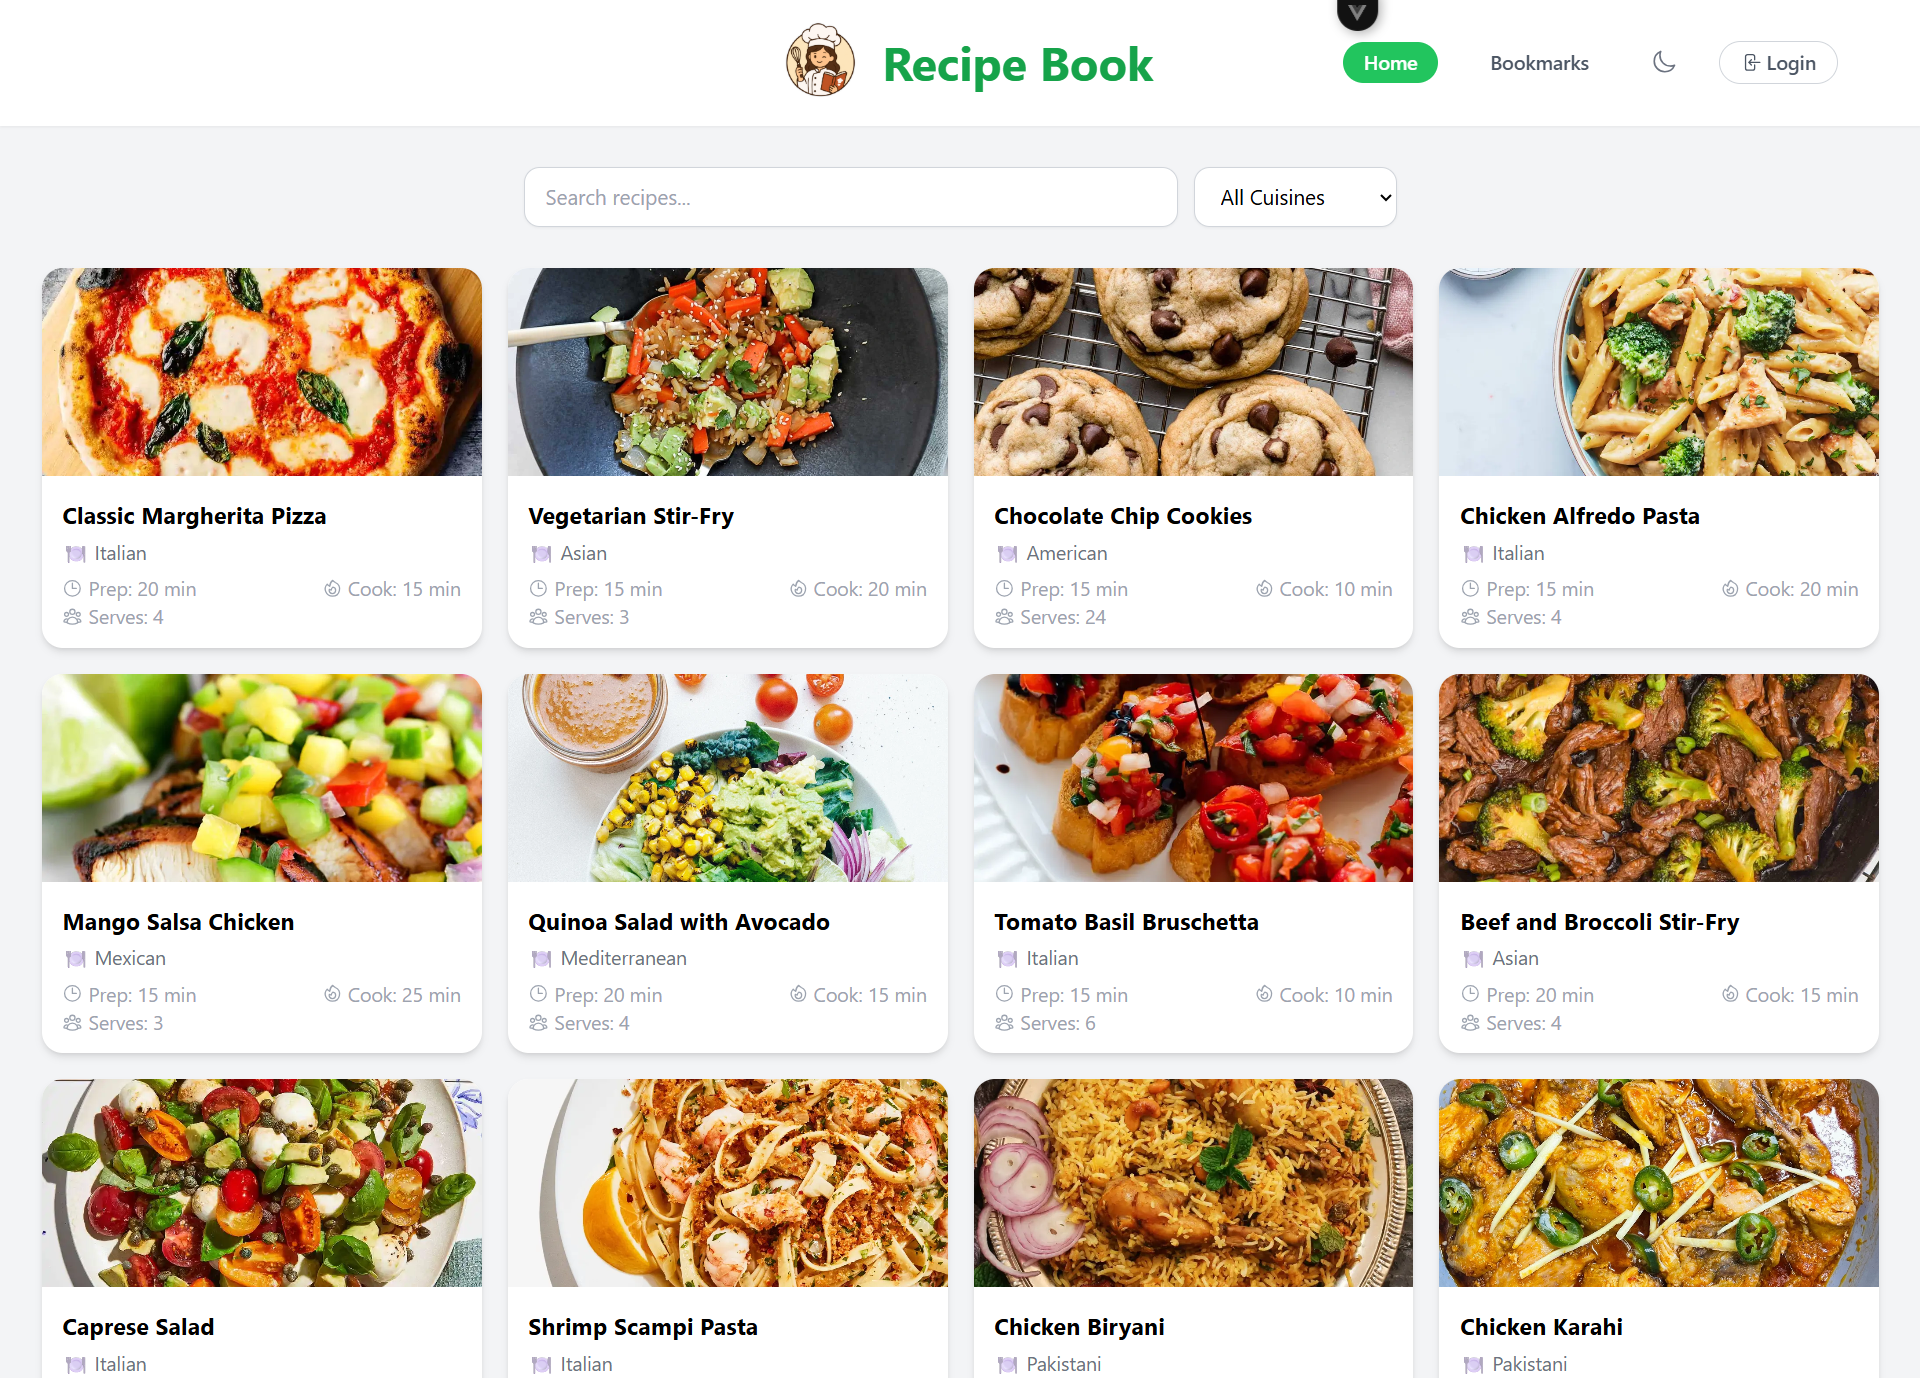 Recipe Book
Home
Bookmarks
Login
Search recipes...
All Cuisines
Classic Margherita Pizza
Italian
Prep: 20 min
Cook: 15 min
Serves: 4
Vegetarian Stir-Fry
Asian
Prep: 15 min
Cook: 20 min
Serves: 3
Chocolate Chip Cookies
American
Prep: 15 min
Cook: 10 min
Serves: 24
Chicken Alfredo Pasta
Italian
Prep: 15 min
Cook: 20 min
Serves: 4
Mango Salsa Chicken
Mexican
Prep: 15 min
Cook: 25 min
Serves: 3
Quinoa Salad with Avocado
Mediterranean
Prep: 20 min
Cook: 15 min
Serves: 4
Tomato Basil Bruschetta
Italian
Prep: 15 min
Cook: 10 min
Serves: 6
Beef and Broccoli Stir-Fry
Asian
Prep: 20 min
Cook: 15 min
Serves: 4
Caprese Salad
Italian
Shrimp Scampi Pasta
Italian
Chicken Biryani
Pakistani
Chicken Karahi
Pakistani